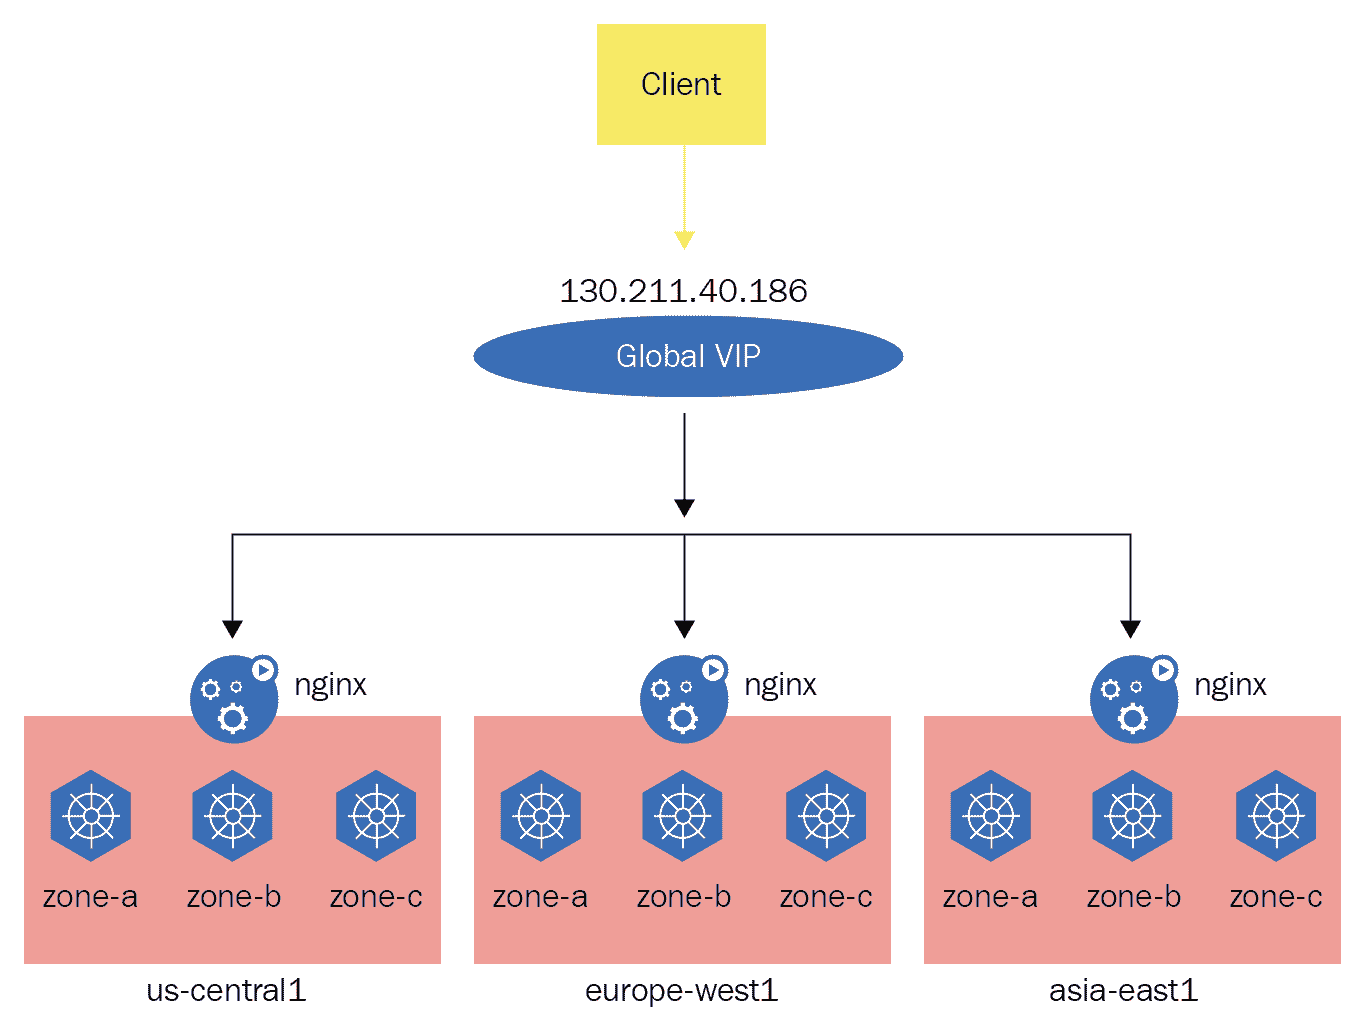 Client
130.211.40.186
Global VIP
nginx
nginx
nginx
zone-a zone-b zone-c
zone-a zone-b zone-c
zone-a zone-b zone-c
us-central1
europe-west1
asia-east1